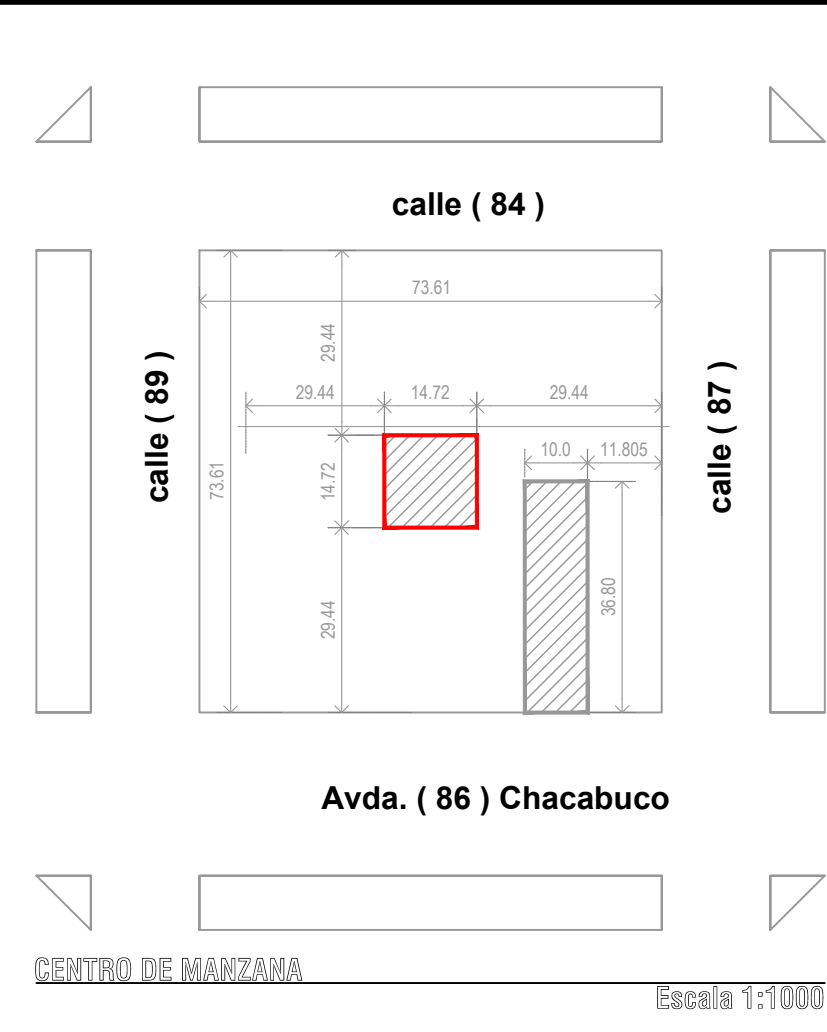 calle ( 84 )
73.61
29.44
29.44 14.72 29.44
calle ( 89 )
calle ( 87 )
10.0 11.805
73.61
14.72
36.80
29.44
Avda. ( 86 ) Chacabuco
CENTRO DE MANZANA
Escala 1:1000